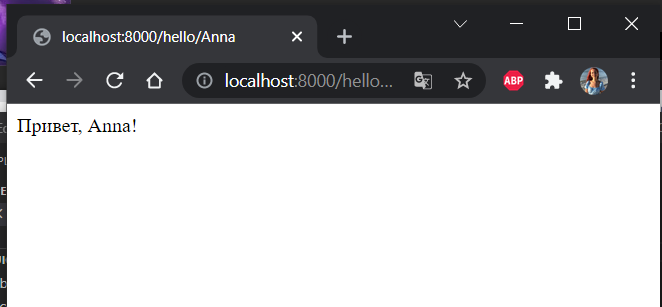 localhost:8000/hello/Anna
localhost:8000/hello...
ABP
Привет, Anna!